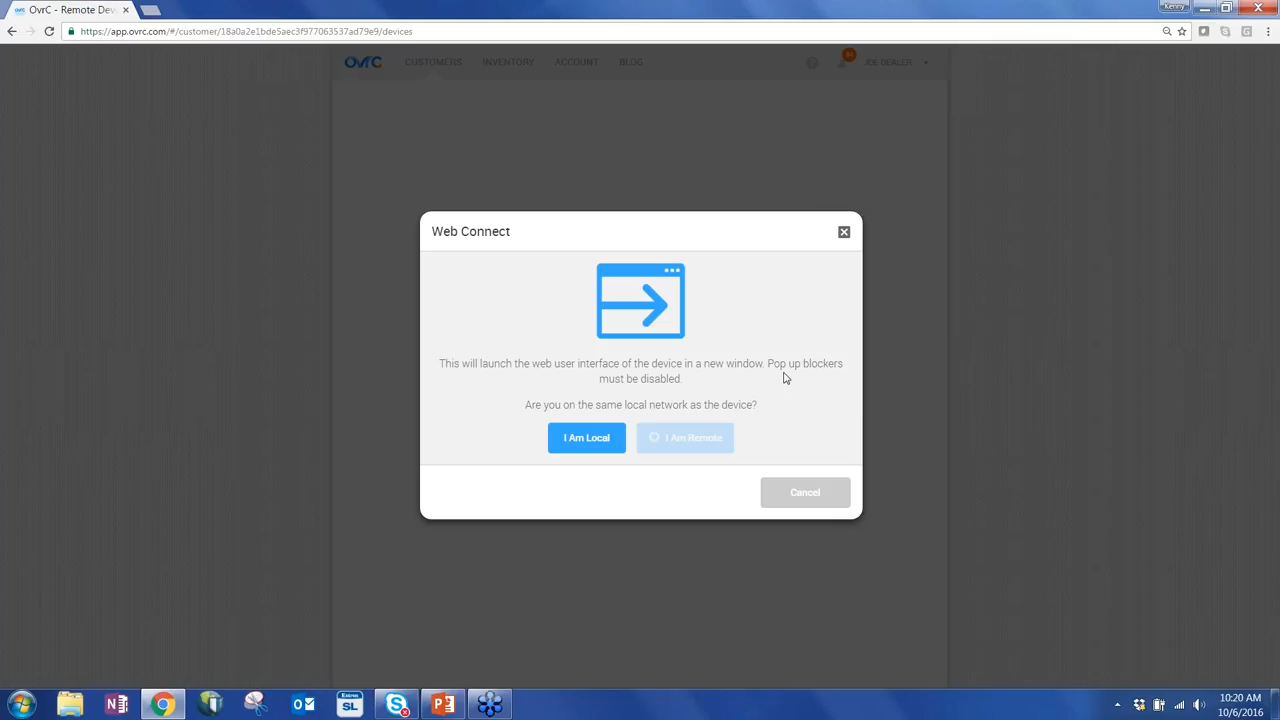 Kenny
OvrC - Remote Dev
https://app.ovrc.com/#/customer/18a0a2e1bde5aec3f977063537ad79e9/devices
OvrC CUSTOMERS INVENTORY ACCOUNT BLOG JOE DEALER
Web Connect
This will launch the web user interface of the device in a new window. Pop up blockers
must be disabled.
Are you on the same local network as the device?
I Am Local
I Am Remote
Cancel
10:20 AM
10/6/2016